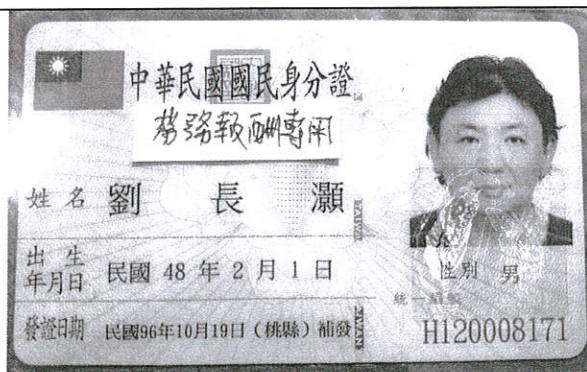 中華民國國民身分證
勞務報酬專用
姓名 劉 長 灝
出生年月日 民國 48 年 2 月 1 日
性別 男
統一編號
發證日期 民國96年10月19日（桃縣）補發
H120008171